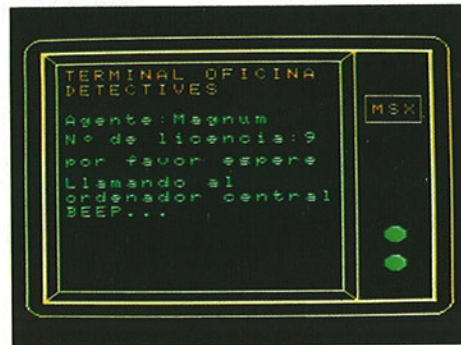 TERMINAL OFICINA
DETECTIVES
Agente:Magnum
Nº de licencia:9
por favor espere
Llamando al
ordenador central
BEEP...
MSX